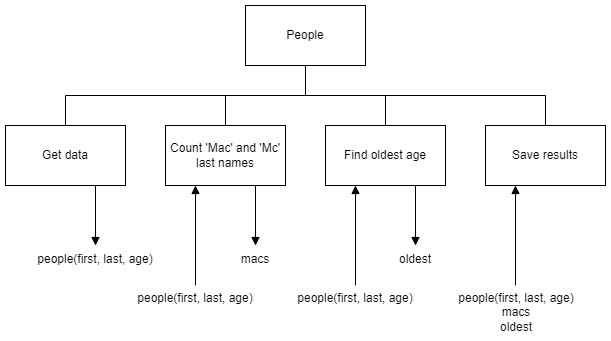 People
Get data
Count 'Mac' and 'Mc'
last names
Find oldest age
Save results
people(first, last, age)
macs
oldest
people(first, last, age)
people(first, last, age)
people(first, last, age)
macs
oldest